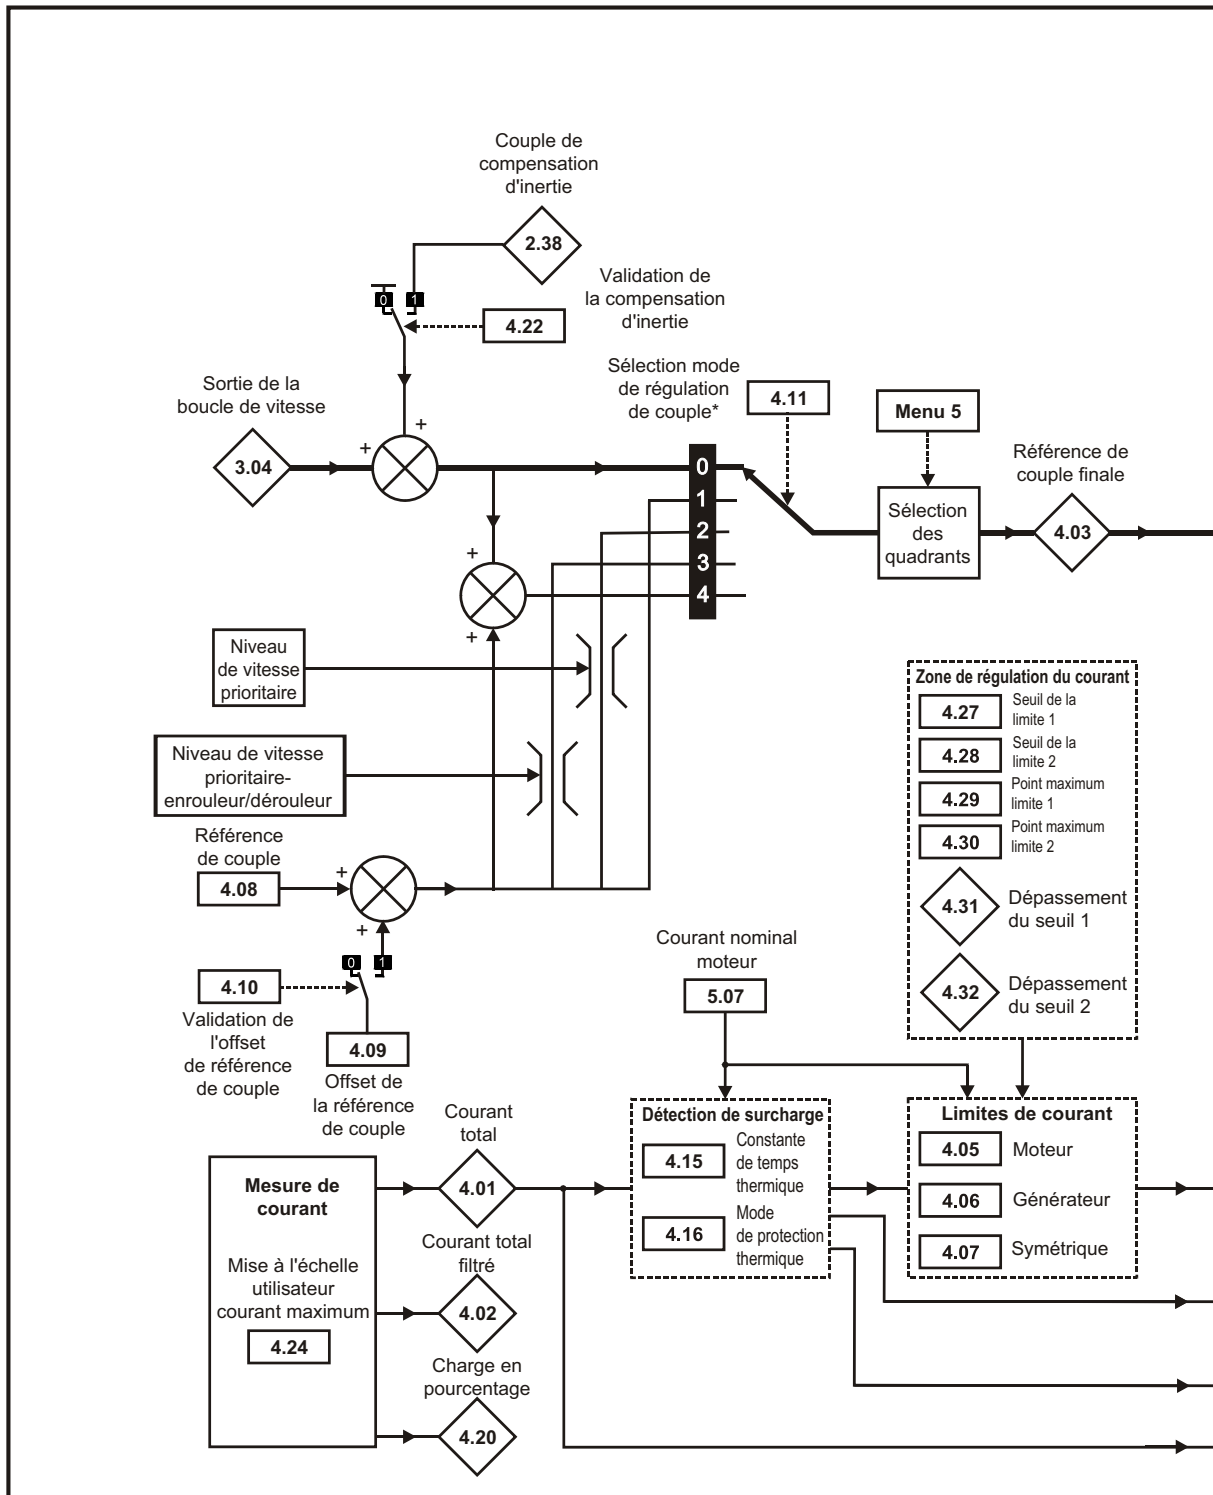 Couple de
compensation
d'inertie
2.38
0 1
Validation de
la compensation
d'inertie
4.22
Sélection mode
de régulation
de couple*
4.11
Menu 5
Sortie de la
boucle de vitesse
3.04
+
+
0
1
2
3
4
Référence de
couple finale
Sélection
des
quadrants
4.03
+
+
Niveau
de vitesse
prioritaire
Niveau de vitesse
prioritaire-
enrouleur/dérouleur
Référence
de couple
4.08
+
+
0 1
4.10
Validation de
l'offset
de référence
de couple
4.09
Offset de
la référence
de couple
Zone de régulation du courant
4.27 Seuil de la
limite 1
4.28 Seuil de la
limite 2
4.29 Point maximum
limite 1
4.30 Point maximum
limite 2
4.31 Dépassement
du seuil 1
4.32 Dépassement
du seuil 2
Courant nominal
moteur
5.07
Mesure de
courant
Mise à l'échelle
utilisateur
courant maximum
4.24
Courant
total
4.01
Courant total
filtré
4.02
Charge en
pourcentage
4.20
Détection de surcharge
4.15 Constante
de temps
thermique
4.16 Mode
de protection
thermique
Limites de courant
4.05 Moteur
4.06 Générateur
4.07 Symétrique